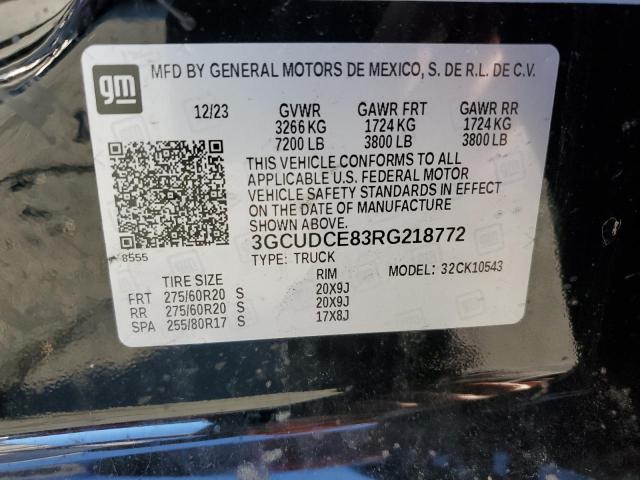 gm
MFD BY GENERAL MOTORS DE MEXICO, S. DE R.L. DE C.V.
12/23 GVWR GAWR FRT GAWR RR
3266 KG 1724 KG 1724 KG
7200 LB 3800 LB 3800 LB
THIS VEHICLE CONFORMS TO ALL
APPLICABLE U.S. FEDERAL MOTOR
VEHICLE SAFETY STANDARDS IN EFFECT
ON THE DATE OF MANUFACTURE
SHOWN ABOVE.
8555 3GCUDCE83RG218772
TYPE: TRUCK
TIRE SIZE RIM MODEL: 32CK10543
FRT 275/60R20 S 20X9J
RR 275/60R20 S 20X9J
SPA 255/80R17 S 17X8J